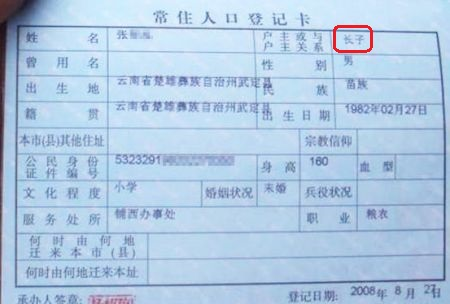 常住人口登记卡
姓名 张 户主或与户主关系 长子
曾用名 性别 男
出生地 云南省楚雄彝族自治州武定县 民族 苗族
籍贯 云南省楚雄彝族自治州武定县 出生日期 1982年02月27日
本市(县)其他住址 宗教信仰
公民身份证件编号 5323291 身高 160 血型
文化程度 小学 婚姻状况 未婚 兵役状况
服务处所 铺西办事处 职业 粮农
何时由何地迁来本市(县)
何时由何地迁来本址
承办人签章: 登记日期: 2008年8月27日